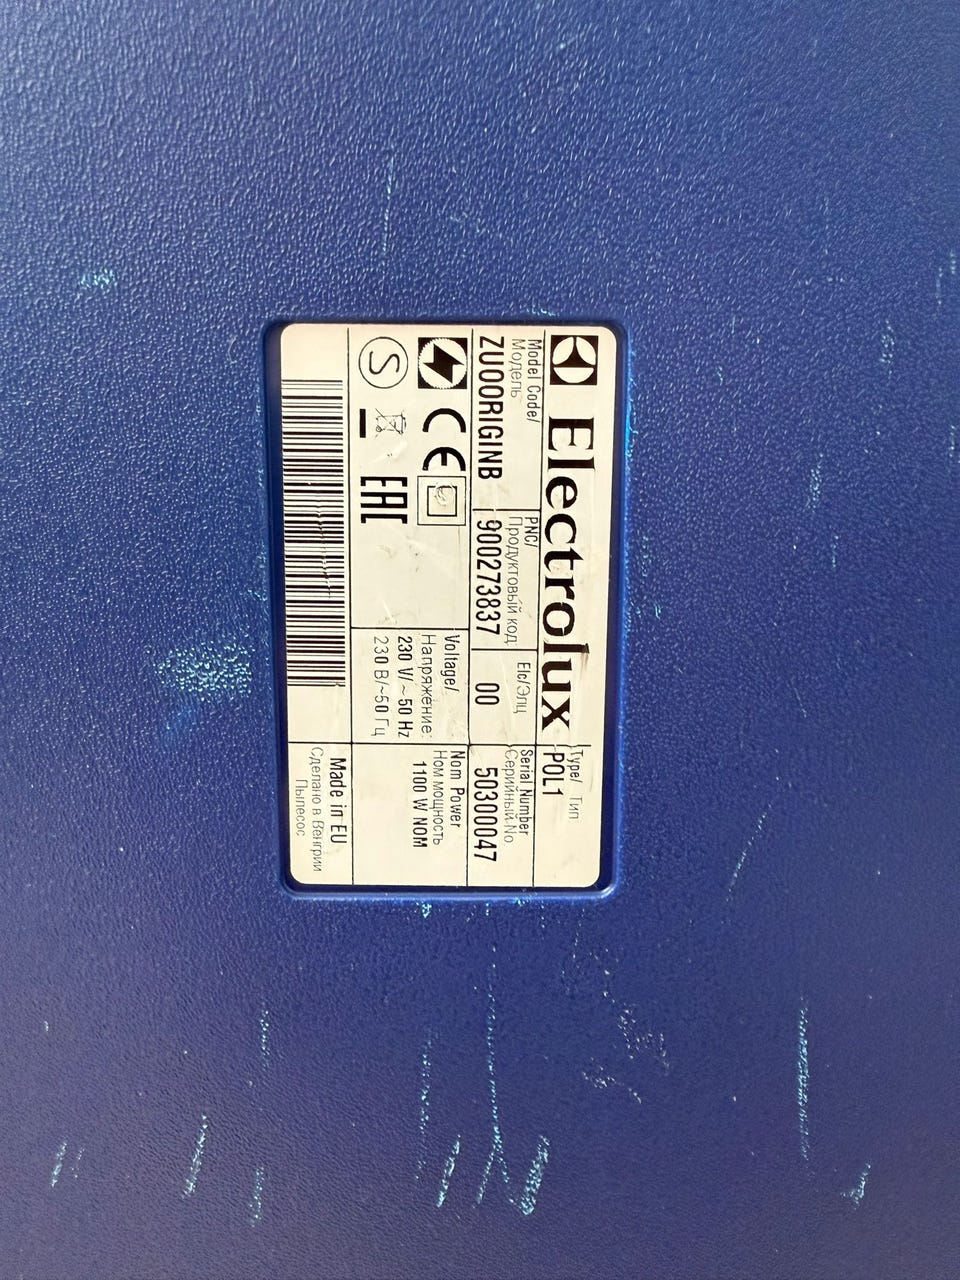 Electrolux
Type/ Тип
POL1
Model Code/
Модель
ZUOORIGINB
PNC/
Продуктовый код:
900273837
Elc/Элц
00
Serial Number
Серийный No.
50300047
CE
S
EAC
Voltage/
Напряжение:
230 V/~50 Hz
230 В/~50 Гц
Nom Power
Ном мощность
1100 W NOM
Made in EU
Сделано в Венгрии
Пылесос